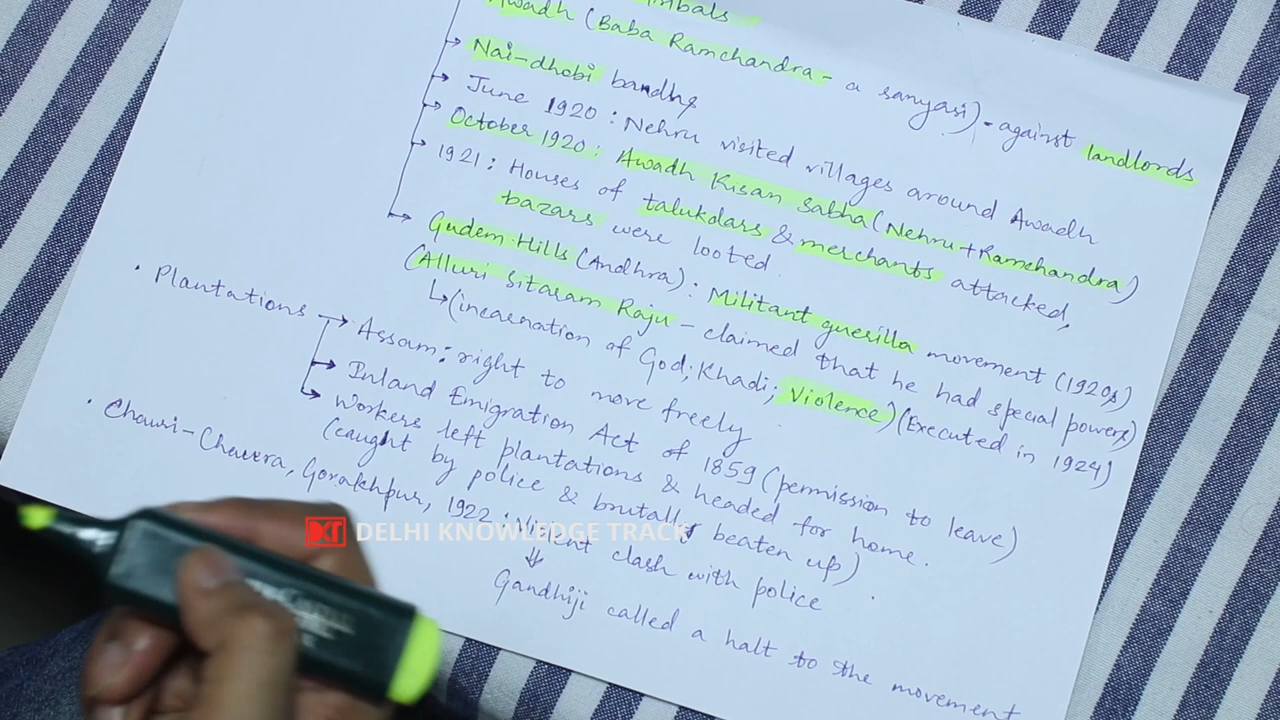 Awadh (Baba Ramchandra - a sanyasi) - against landlords
Nai-dhobi bandhs
June 1920: Nehru visited villages around Awadh
October 1920: Awadh Kisan Sabha (Nehru + Ramchandra)
1921: Houses of talukdars & merchants attacked,
bazars were looted.
Gudem Hills (Andhra): Militant guerilla movement (1920s)
(Alluri Sitaram Raju - claimed that he had special powers)
(incarnation of God; Khadi; Violence) (Executed in 1924)
Plantations
Assam: right to move freely
Inland Emigration Act of 1859 (permission to leave)
Workers left plantations & headed for home.
(caught by police & brutally beaten up)
Chauri-Chaura, Gorakhpur, 1922: Violent clash with police
Gandhiji called a halt to the movement
DKT DELHI KNOWLEDGE TRACK